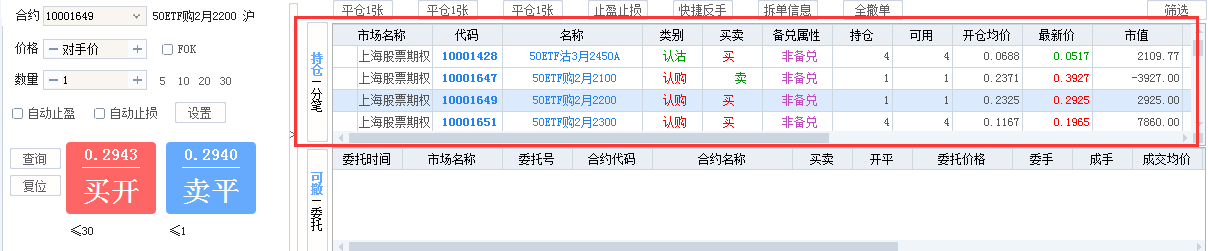 合约 10001649 50ETF购2月2200 沪
价格 — 对手价 + FOK
数量 — 1 + 5 10 20 30
自动止盈 自动止损 设置
查询 复位
0.2943 买开
0.2940 卖平
≤30 ≤1
平仓1张 平仓1张 平仓1张 止盈止损 快捷反手 拆单信息 全撤单 筛选
持仓 分笔
市场名称 代码 名称 类别 买卖 备兑属性 持仓 可用 开仓均价 最新价 市值
上海股票期权 10001428 50ETF沽3月2450A 认沽 买 非备兑 4 4 0.0688 0.0517 2109.77
上海股票期权 10001647 50ETF购2月2100 认购 卖 非备兑 1 1 0.2371 0.3927 -3927.00
上海股票期权 10001649 50ETF购2月2200 认购 买 非备兑 1 1 0.2325 0.2925 2925.00
上海股票期权 10001651 50ETF购2月2300 认购 买 非备兑 4 4 0.1167 0.1965 7860.00
可撤 委托
委托时间 市场名称 委托号 合约代码 合约名称 买卖 开平 委托价格 委手 成手 成交均价